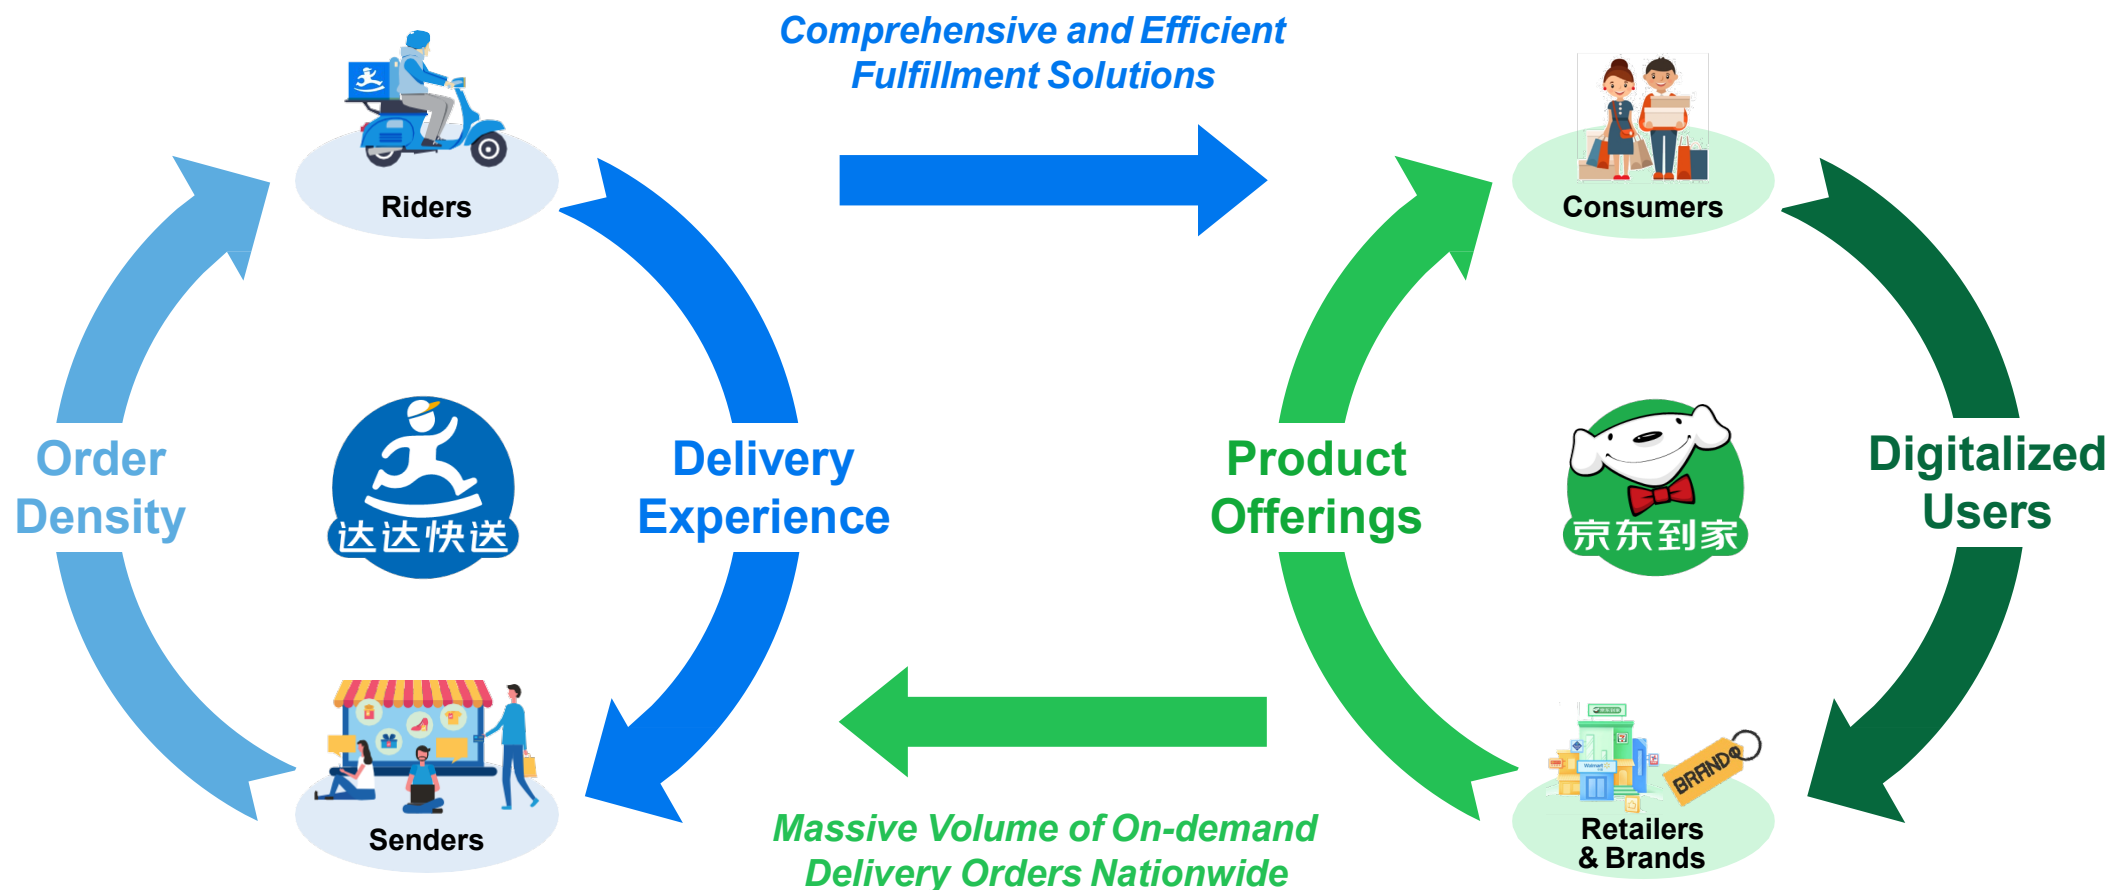 Comprehensive and Efficient
Fulfillment Solutions
Riders
Consumers
Order
Density
达达快送
Delivery
Experience
Product
Offerings
京东到家
Digitalized
Users
Senders
Walmart
BRAND
Retailers
& Brands
Massive Volume of On-demand
Delivery Orders Nationwide